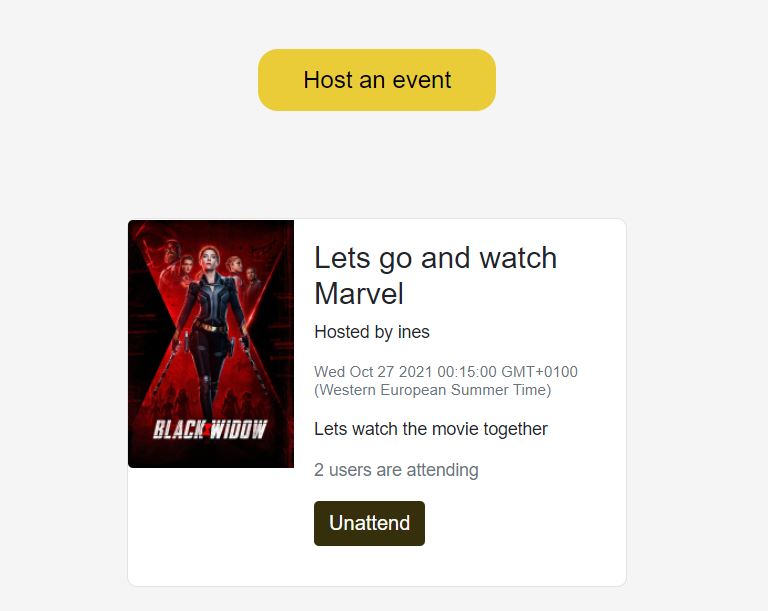 Host an event
Lets go and watch
Marvel
Hosted by ines
Wed Oct 27 2021 00:15:00 GMT+0100
(Western European Summer Time)
Lets watch the movie together
BLACK WIDOW
2 users are attending
Unattend